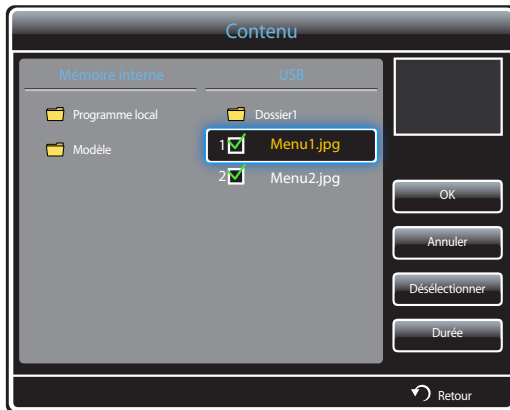 Contenu
Mémoire interne
USB
Programme local
Dossier1
Modèle
1 Menu1.jpg
2 Menu2.jpg
OK
Annuler
Désélectionner
Durée
Retour